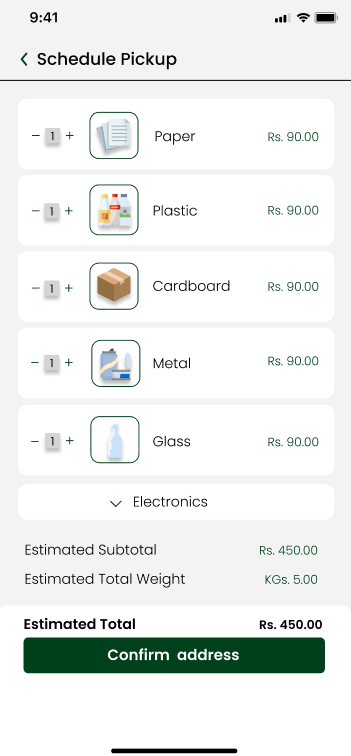 9:41
Schedule Pickup
− 1 + Paper Rs. 90.00
− 1 + Plastic Rs. 90.00
− 1 + Cardboard Rs. 90.00
− 1 + Metal Rs. 90.00
− 1 + Glass Rs. 90.00
Electronics
Estimated Subtotal Rs. 450.00
Estimated Total Weight KGs. 5.00
Estimated Total Rs. 450.00
Confirm address